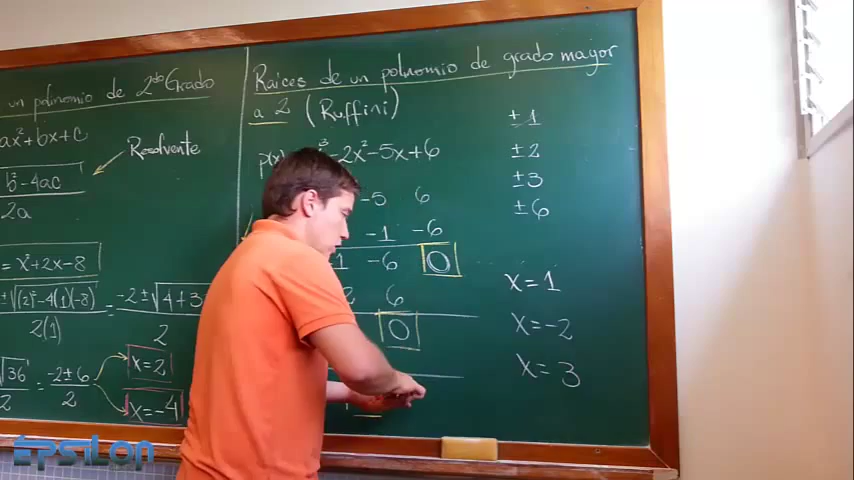 un polinomio de 2do Grado
ax²+bx+c
Resolvente
b²-4ac
2a
= x²+2x-8
±√(2)²-4(1)(-8) = -2±√4+3
2(1) 2
√36 = -2±6
2 2
x=2
x=-4
Raíces de un polinomio de grado mayor
a 2 (Ruffini)
p(x) 3-2x²-5x+6
-5 6
-1 -6
1 -6 0
2 6
0
±1
±2
±3
±6
x=1
x=-2
x=3
EPSILON